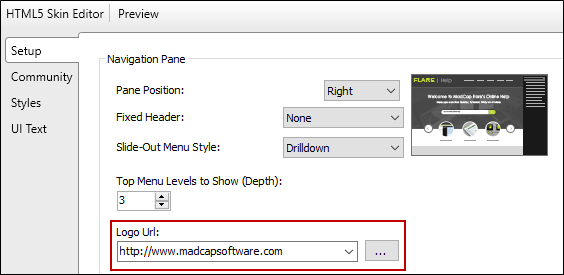 HTML5 Skin Editor Preview
Setup
Community
Styles
UI Text
Navigation Pane
Pane Position: Right
Fixed Header: None
Slide-Out Menu Style: Drilldown
Top Menu Levels to Show (Depth):
3
Logo Url:
http://www.madcapsoftware.com
...
FLARE Help
Welcome to MadCap Flare's Online Help